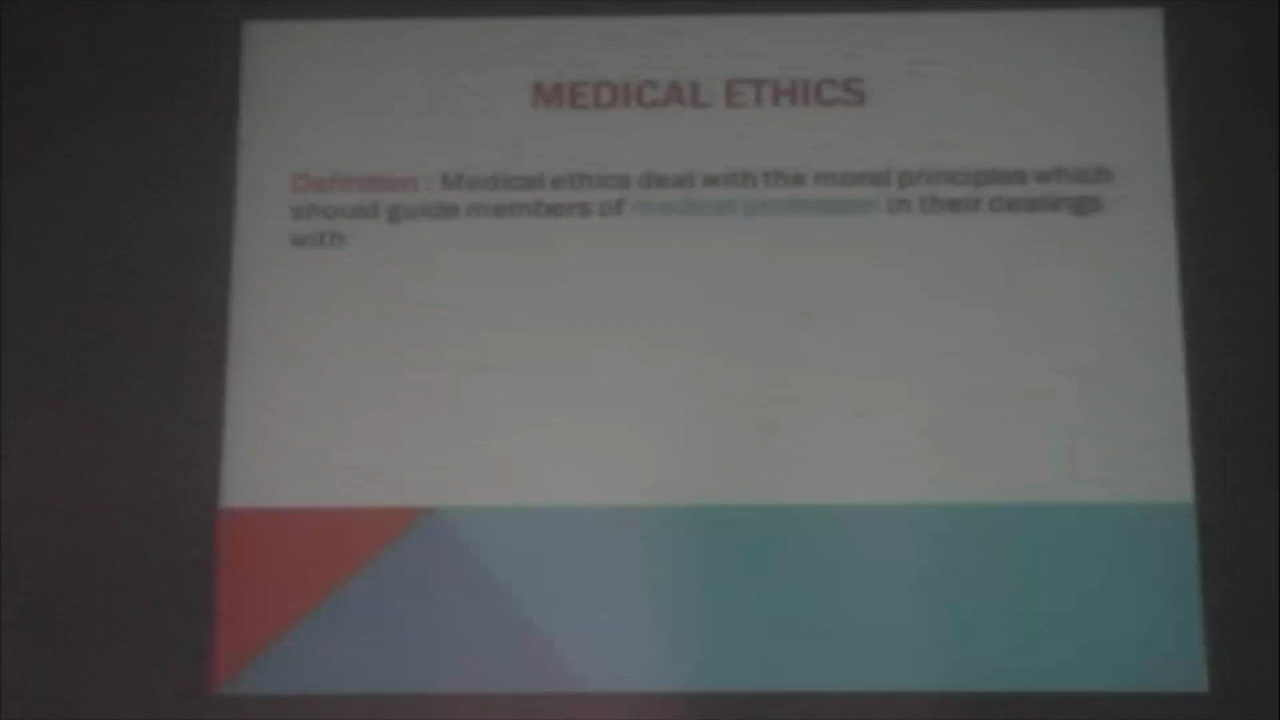 MEDICAL ETHICS
Definition : Medical ethics deal with the moral principles which
should guide members of medical profession in their dealings
with